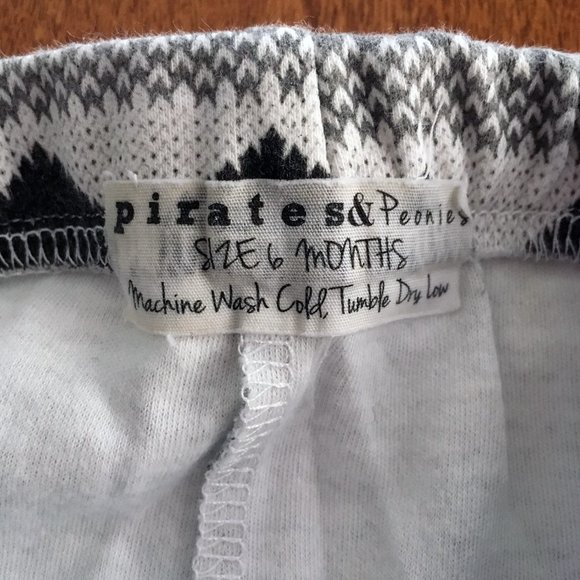 pirates&Peonies
SIZE 6 MONTHS
Machine Wash Cold, Tumble Dry Low